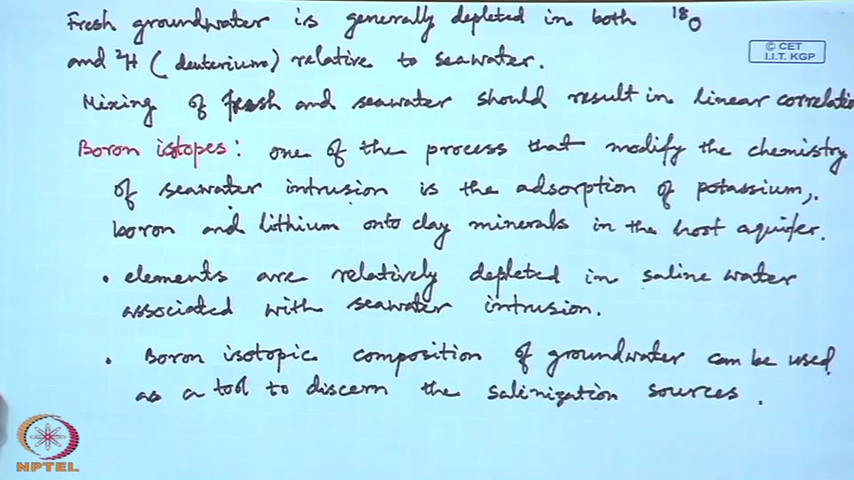 Fresh groundwater is generally depleted in both ¹⁸O
and ²H (deuterium) relative to seawater.
© CET
I.I.T. KGP
Mixing of fresh and seawater should result in linear correlatio
Boron istopes: one of the process that modify the chemistry
of seawater intrusion is the adsorption of potassium,.
boron and lithium onto clay minerals in the host aquifer.
• elements are relatively depleted in saline water
associated with seawater intrusion.
• Boron isotopic composition of groundwater can be used
as a tool to discern the salinization sources.
NPTEL